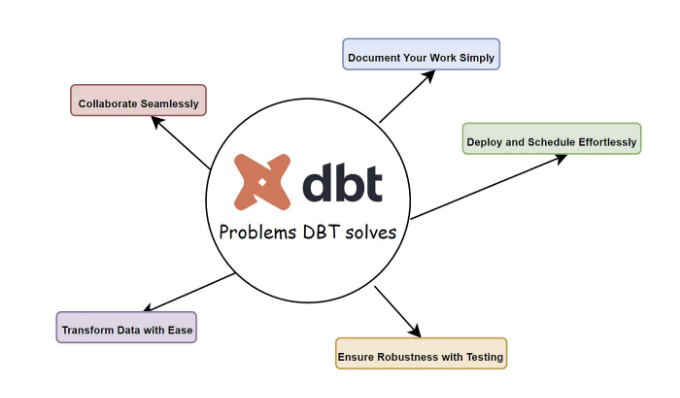 Document Your Work Simply
Collaborate Seamlessly
Deploy and Schedule Effortlessly
dbt
Problems DBT solves
Transform Data with Ease
Ensure Robustness with Testing